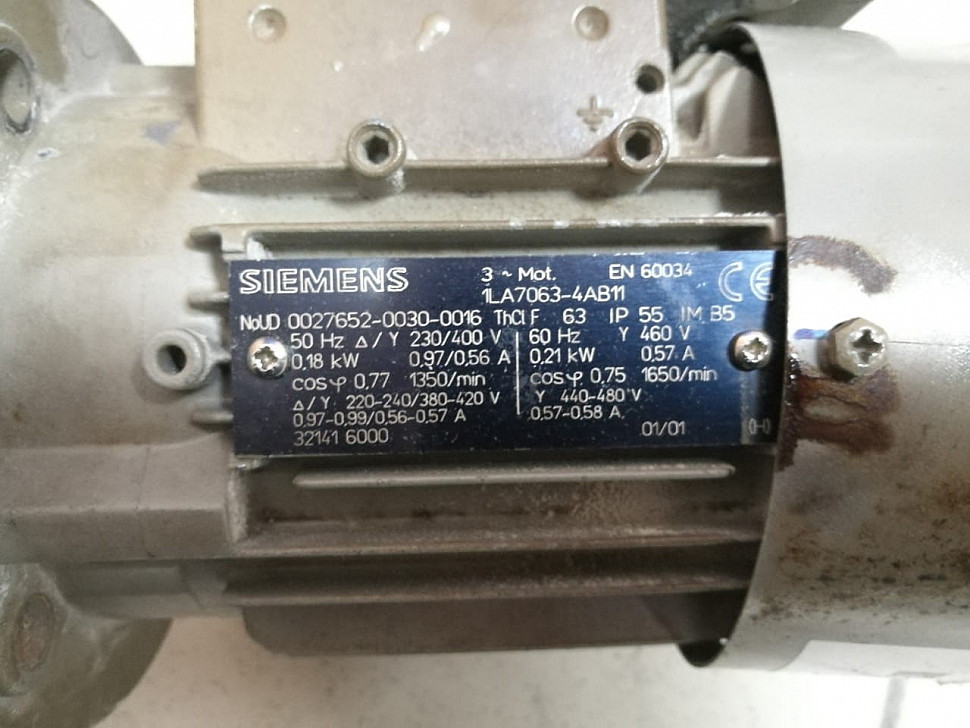 SIEMENS 3 ~ Mot. EN 60034 CE
1LA7063-4AB11
NoUD 0027652-0030-0016 ThCl F 63 IP 55 IM B5
50 Hz Δ/Y 230/400 V 60 Hz Y 460 V
0,18 kW 0,97/0,56 A 0,21 kW 0,57 A
cos φ 0,77 1350/min cos φ 0,75 1650/min
Δ/Y 220-240/380-420 V Y 440-480 V
0,97-0,99/0,56-0,57 A 0,57-0,58 A
32141 6000 01/01